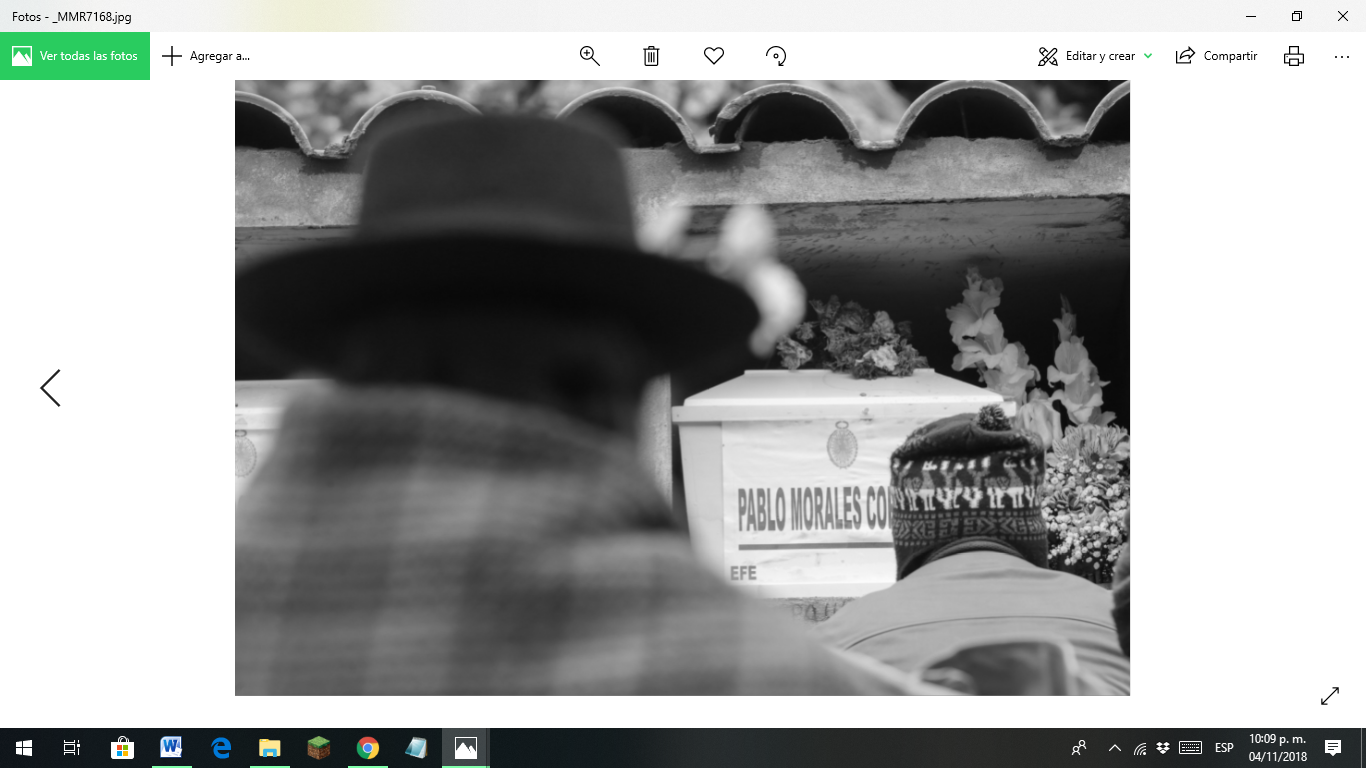 Fotos - _MMR7168.jpg
Ver todas las fotos
Agregar a...
Editar y crear
Compartir
PABLO MORALES
EFE
ESP
10:09 p. m.
04/11/2018